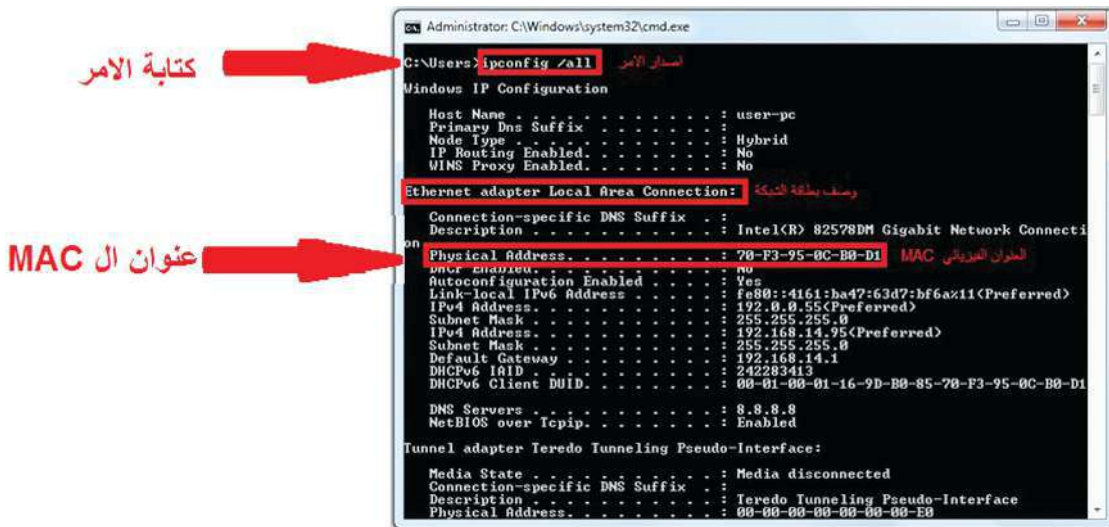 Administrator: C:\Windows\system32\cmd.exe
كتابة الامر
C:\Users>ipconfig /all اصدار الامر
Windows IP Configuration
Host Name . . . . . . . . . . . . : user-pc
Primary Dns Suffix . . . . . . . :
Node Type . . . . . . . . . . . . : Hybrid
IP Routing Enabled. . . . . . . . : No
WINS Proxy Enabled. . . . . . . . : No
Ethernet adapter Local Area Connection: وصف بطاقة الشبكة
Connection-specific DNS Suffix . :
Description . . . . . . . . . . . : Intel(R) 82578DM Gigabit Network Connecti
on
عنوان ال MAC
Physical Address. . . . . . . . . : 70-F3-95-0C-B0-D1 العنوان الفيزيائي MAC
DHCP Enabled. . . . . . . . . . . : No
Autoconfiguration Enabled . . . . : Yes
Link-local IPv6 Address . . . . . : fe80::4161:ba47:63d7:bf6a%11(Preferred)
IPv4 Address. . . . . . . . . . . : 192.0.0.55(Preferred)
Subnet Mask . . . . . . . . . . . : 255.255.255.0
IPv4 Address. . . . . . . . . . . : 192.168.14.95(Preferred)
Subnet Mask . . . . . . . . . . . : 255.255.255.0
Default Gateway . . . . . . . . . : 192.168.14.1
DHCPv6 IAID . . . . . . . . . . . : 242283413
DHCPv6 Client DUID. . . . . . . . : 00-01-00-01-16-9D-B0-85-70-F3-95-0C-B0-D1
DNS Servers . . . . . . . . . . . : 8.8.8.8
NetBIOS over Tcpip. . . . . . . . : Enabled
Tunnel adapter Teredo Tunneling Pseudo-Interface:
Media State . . . . . . . . . . . : Media disconnected
Connection-specific DNS Suffix . :
Description . . . . . . . . . . . : Teredo Tunneling Pseudo-Interface
Physical Address. . . . . . . . . : 00-00-00-00-00-00-00-E0